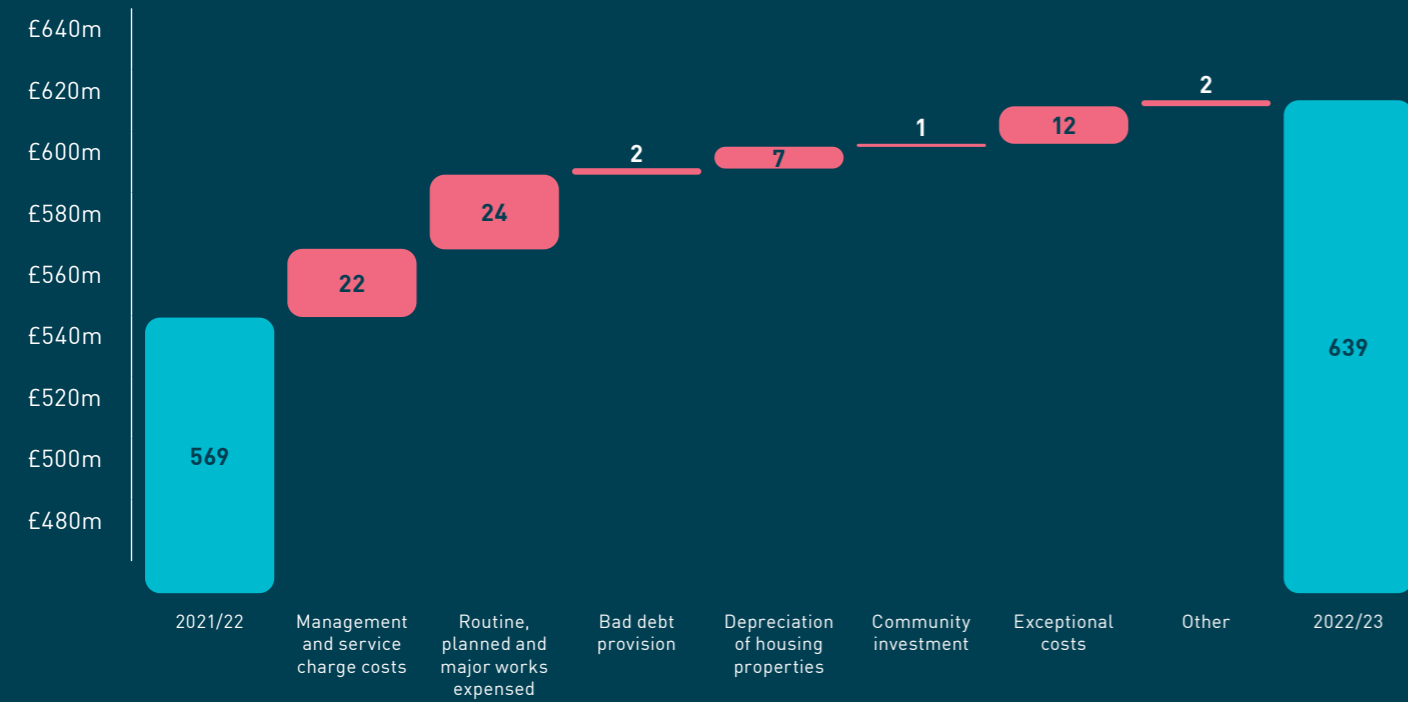 £640m
£620m
£600m
£580m
£560m
£540m
£520m
£500m
£480m
569
22
24
2
7
1
12
2
639
2021/22
Management
and service
charge costs
Routine,
planned and
major works
expensed
Bad debt
provision
Depreciation
of housing
properties
Community
investment
Exceptional
costs
Other
2022/23